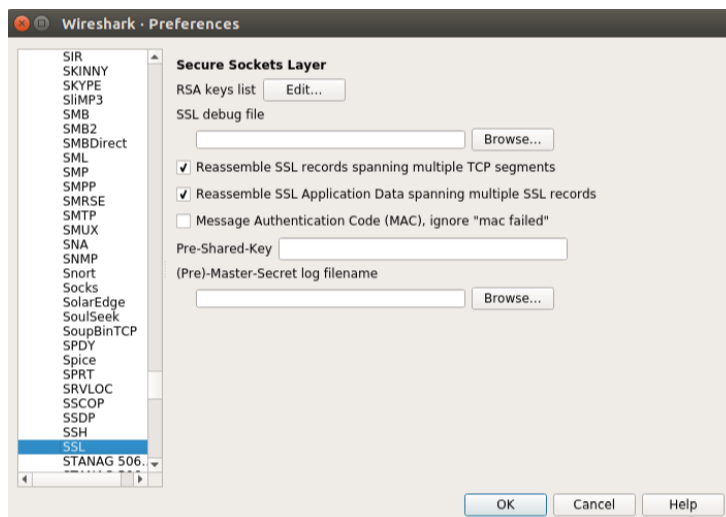 Wireshark · Preferences
SIR
SKINNY
SKYPE
SliMP3
SMB
SMB2
SMBDirect
SML
SMP
SMPP
SMRSE
SMTP
SMUX
SNA
SNMP
Snort
Socks
SolarEdge
SoulSeek
SoupBinTCP
SPDY
Spice
SPRT
SRVLOC
SSCOP
SSDP
SSH
SSL
STANAG 506.
Secure Sockets Layer
RSA keys list Edit...
SSL debug file
Browse...
Reassemble SSL records spanning multiple TCP segments
Reassemble SSL Application Data spanning multiple SSL records
Message Authentication Code (MAC), ignore "mac failed"
Pre-Shared-Key
(Pre)-Master-Secret log filename
Browse...
OK Cancel Help